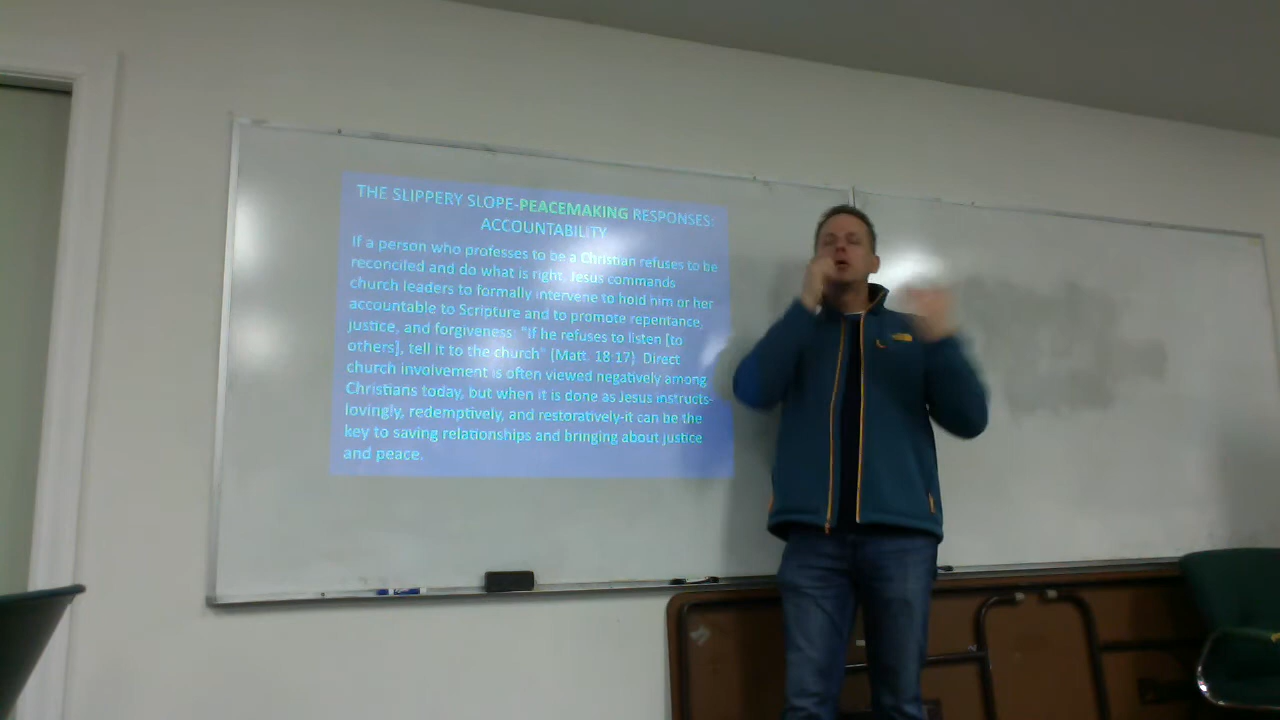 THE SLIPPERY SLOPE-PEACEMAKING RESPONSES:
ACCOUNTABILITY
If a person who professes to be a Christian refuses to be
reconciled and do what is right, Jesus commands
church leaders to formally intervene to hold him or her
accountable to Scripture and to promote repentance,
justice, and forgiveness: "If he refuses to listen [to
others], tell it to the church" (Matt. 18:17). Direct
church involvement is often viewed negatively among
Christians today, but when it is done as Jesus instructs-
lovingly, redemptively, and restoratively-it can be the
key to saving relationships and bringing about justice
and peace.